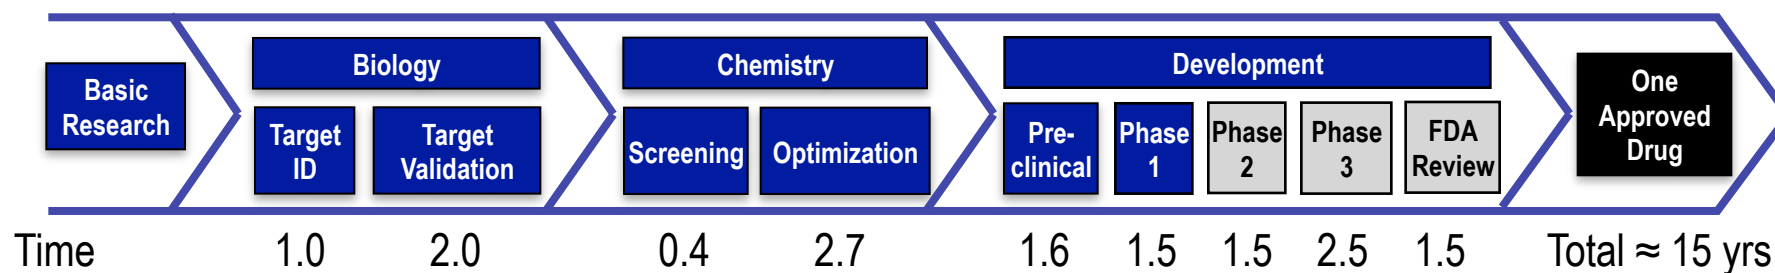 Basic
Research
Biology
Target
ID
Target
Validation
Chemistry
Screening
Optimization
Development
Pre-
clinical
Phase
1
Phase
2
Phase
3
FDA
Review
One
Approved
Drug
Time 1.0 2.0 0.4 2.7 1.6 1.5 1.5 2.5 1.5 Total ≈ 15 yrs